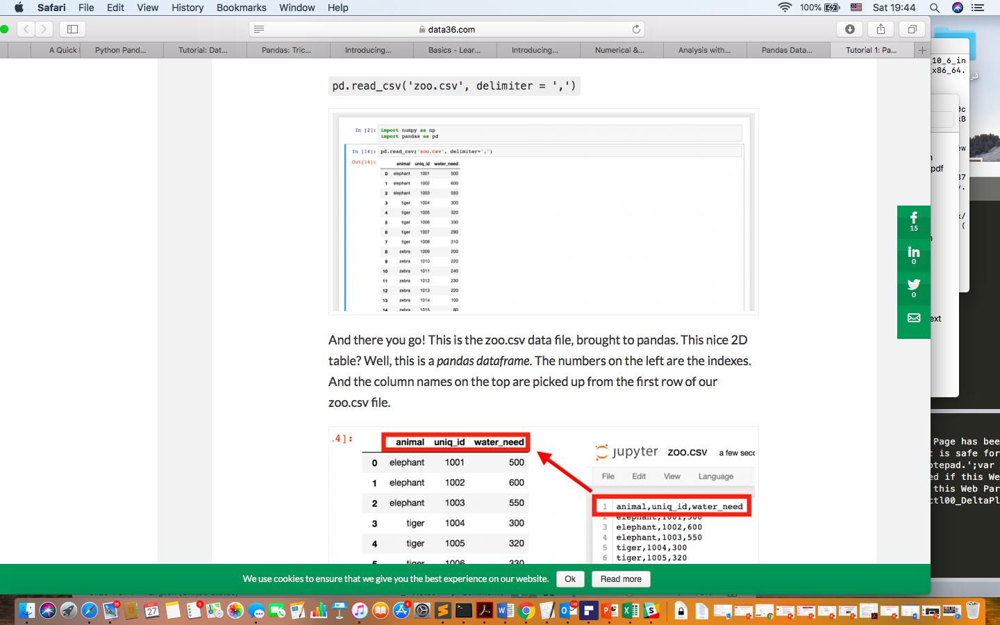 Safari File Edit View History Bookmarks Window Help 100% Sat 19:44
data36.com
A Quick Python Pand... Tutorial: Dat... Pandas: Tric... Introducing... Basics - Lear... Introducing... Numerical &... Analysis with... Pandas Data... Tutorial 1: Pa...
pd.read_csv('zoo.csv', delimiter = ',')
In [2]: import numpy as np
import pandas as pd
In [14]: pd.read_csv('zoo.csv', delimiter=',')
Out[14]:
animal uniq_id water_need
0 elephant 1001 500
1 elephant 1002 600
2 elephant 1003 550
3 tiger 1004 300
4 tiger 1005 320
5 tiger 1006 330
6 tiger 1007 290
7 tiger 1008 310
8 zebra 1009 200
9 zebra 1010 220
10 zebra 1011 240
11 zebra 1012 230
12 zebra 1013 220
13 zebra 1014 100
14 zebra 1015 80
And there you go! This is the zoo.csv data file, brought to pandas. This nice 2D
table? Well, this is a pandas dataframe. The numbers on the left are the indexes.
And the column names on the top are picked up from the first row of our
zoo.csv file.
.4]:
animal uniq_id water_need
0 elephant 1001 500
1 elephant 1002 600
2 elephant 1003 550
3 tiger 1004 300
4 tiger 1005 320
5 tiger 1006 330
jupyter zoo.csv a few seco
File Edit View Language
1 animal,uniq_id,water_need
2 elephant,1001,500
3 elephant,1002,600
4 elephant,1003,550
5 tiger,1004,300
6 tiger,1005,320
We use cookies to ensure that we give you the best experience on our website. Ok Read more
15
in
0
0
10_6_in
x86_64.
pdf
ext
Page has bee
t is safe for
otepad.';var
ed if this We
this Web Par
ctl00_DeltaPl
OCT
27